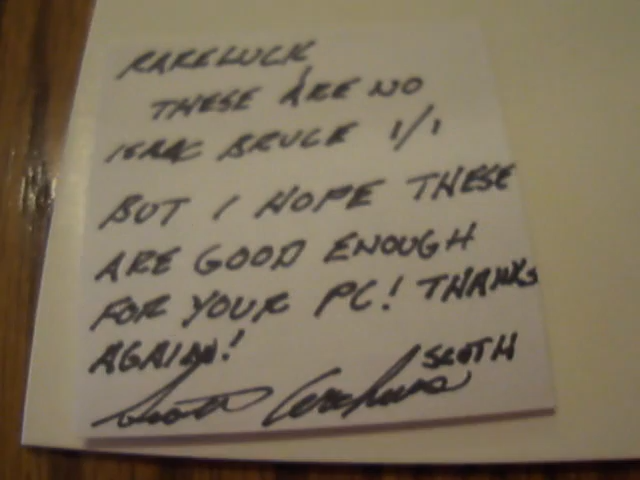 RARELUCK
THESE ARE NO
ISAAC BRUCE 1/1
BUT I HOPE THESE
ARE GOOD ENOUGH
FOR YOUR PC! THANKS
AGAIN!
Scott